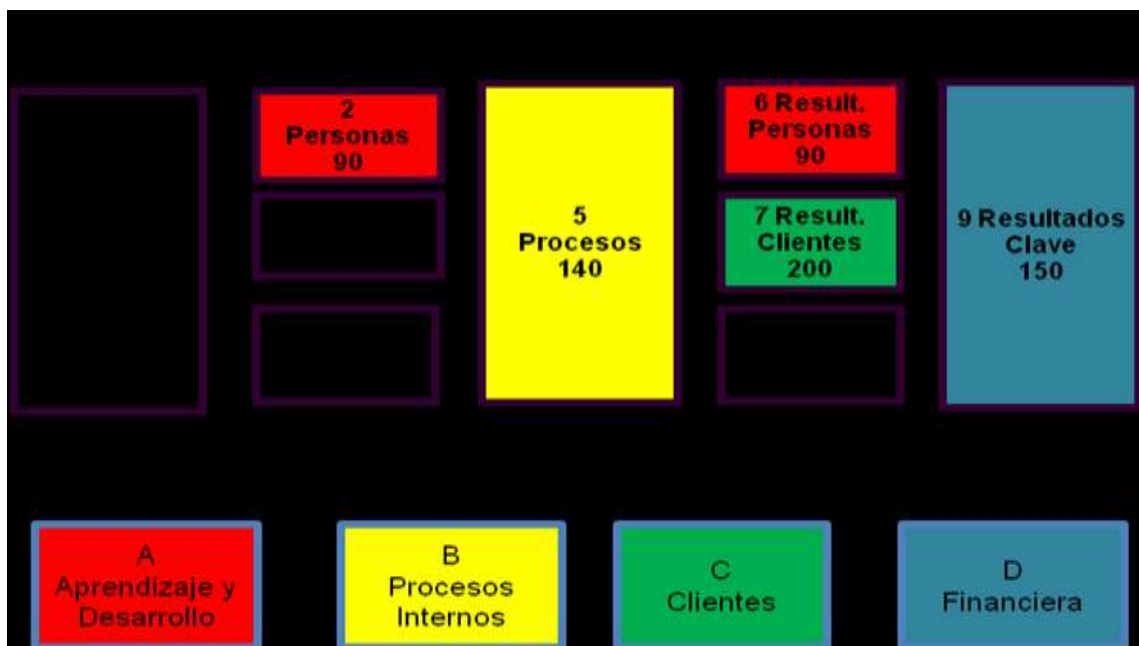 2
Personas
90
5
Procesos
140
6 Result.
Personas
90
7 Result.
Clientes
200
9 Resultados
Clave
150
A
Aprendizaje y
Desarrollo
B
Procesos
Internos
C
Clientes
D
Financiera